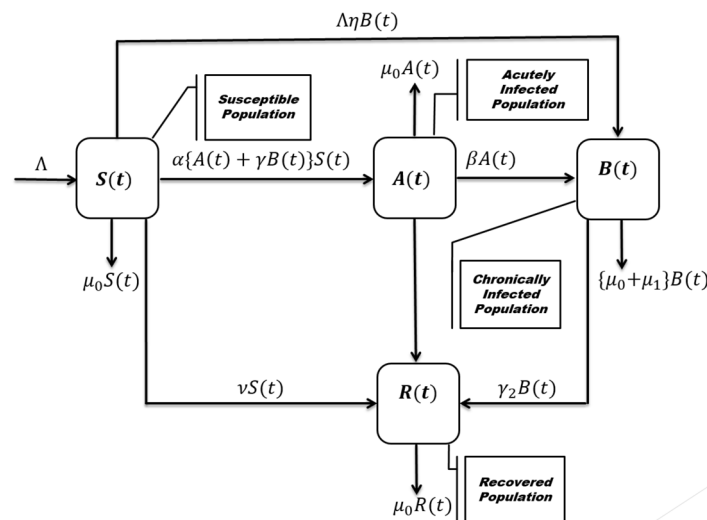 ΛηB(t)
Susceptible
Population
μ₀A(t)
Acutely
Infected
Population
Λ
S(t)
α{A(t) + γB(t)}S(t)
A(t)
βA(t)
B(t)
μ₀S(t)
Chronically
Infected
Population
{μ₀+μ₁}B(t)
νS(t)
R(t)
γ₂B(t)
μ₀R(t)
Recovered
Population